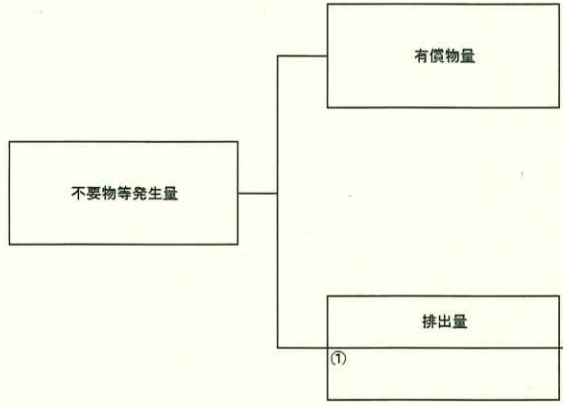 有償物量
不要物等発生量
排出量
①